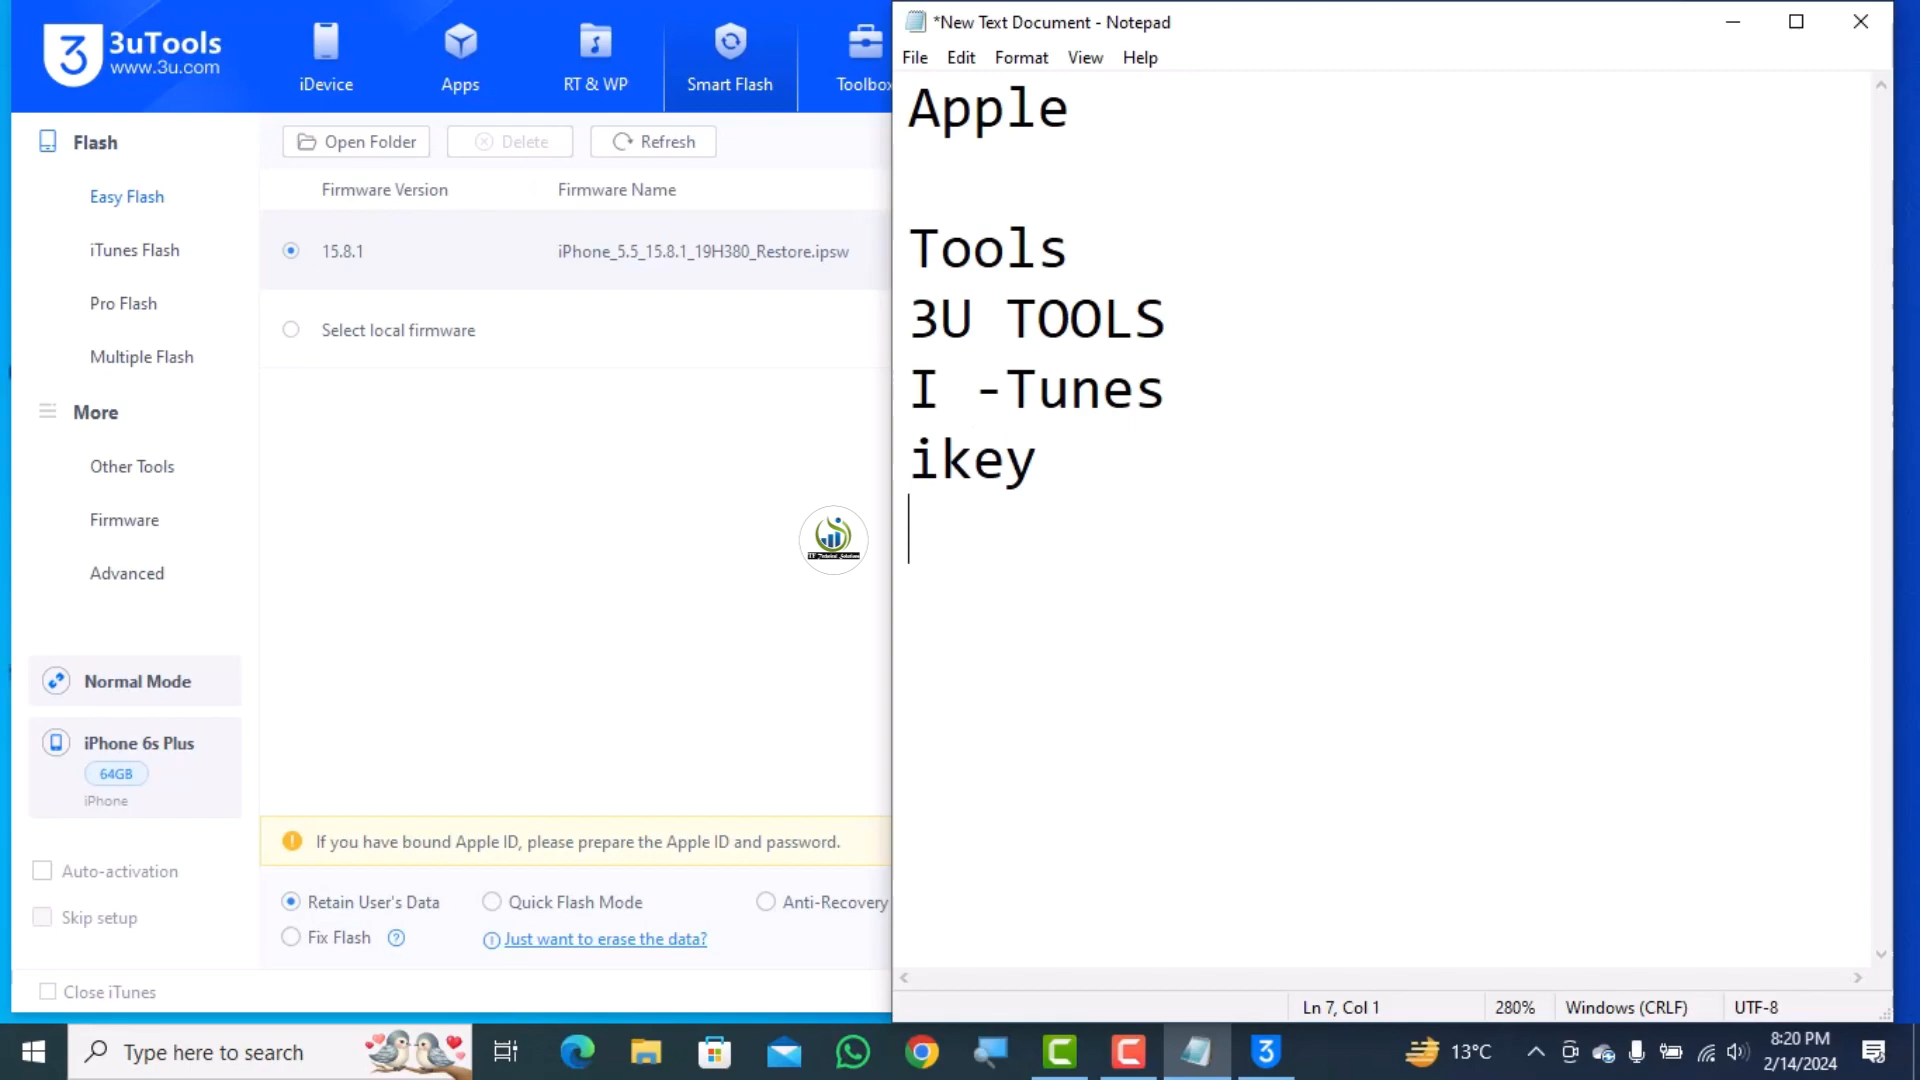 3uTools
www.3u.com
iDevice
Apps
RT & WP
Smart Flash
Toolbox
Flash
Easy Flash
iTunes Flash
Pro Flash
Multiple Flash
More
Other Tools
Firmware
Advanced
Normal Mode
iPhone 6s Plus
64GB
iPhone
Auto-activation
Skip setup
Close iTunes
Open Folder
Delete
Refresh
Firmware Version
Firmware Name
15.8.1
iPhone_5.5_15.8.1_19H380_Restore.ipsw
Select local firmware
If you have bound Apple ID, please prepare the Apple ID and password.
Retain User's Data
Quick Flash Mode
Anti-Recovery
Fix Flash
Just want to erase the data?
*New Text Document - Notepad
File Edit Format View Help
Apple
Tools
3U TOOLS
I -Tunes
ikey
Ln 7, Col 1
280%
Windows (CRLF)
UTF-8
Type here to search
13°C
8:20 PM
2/14/2024